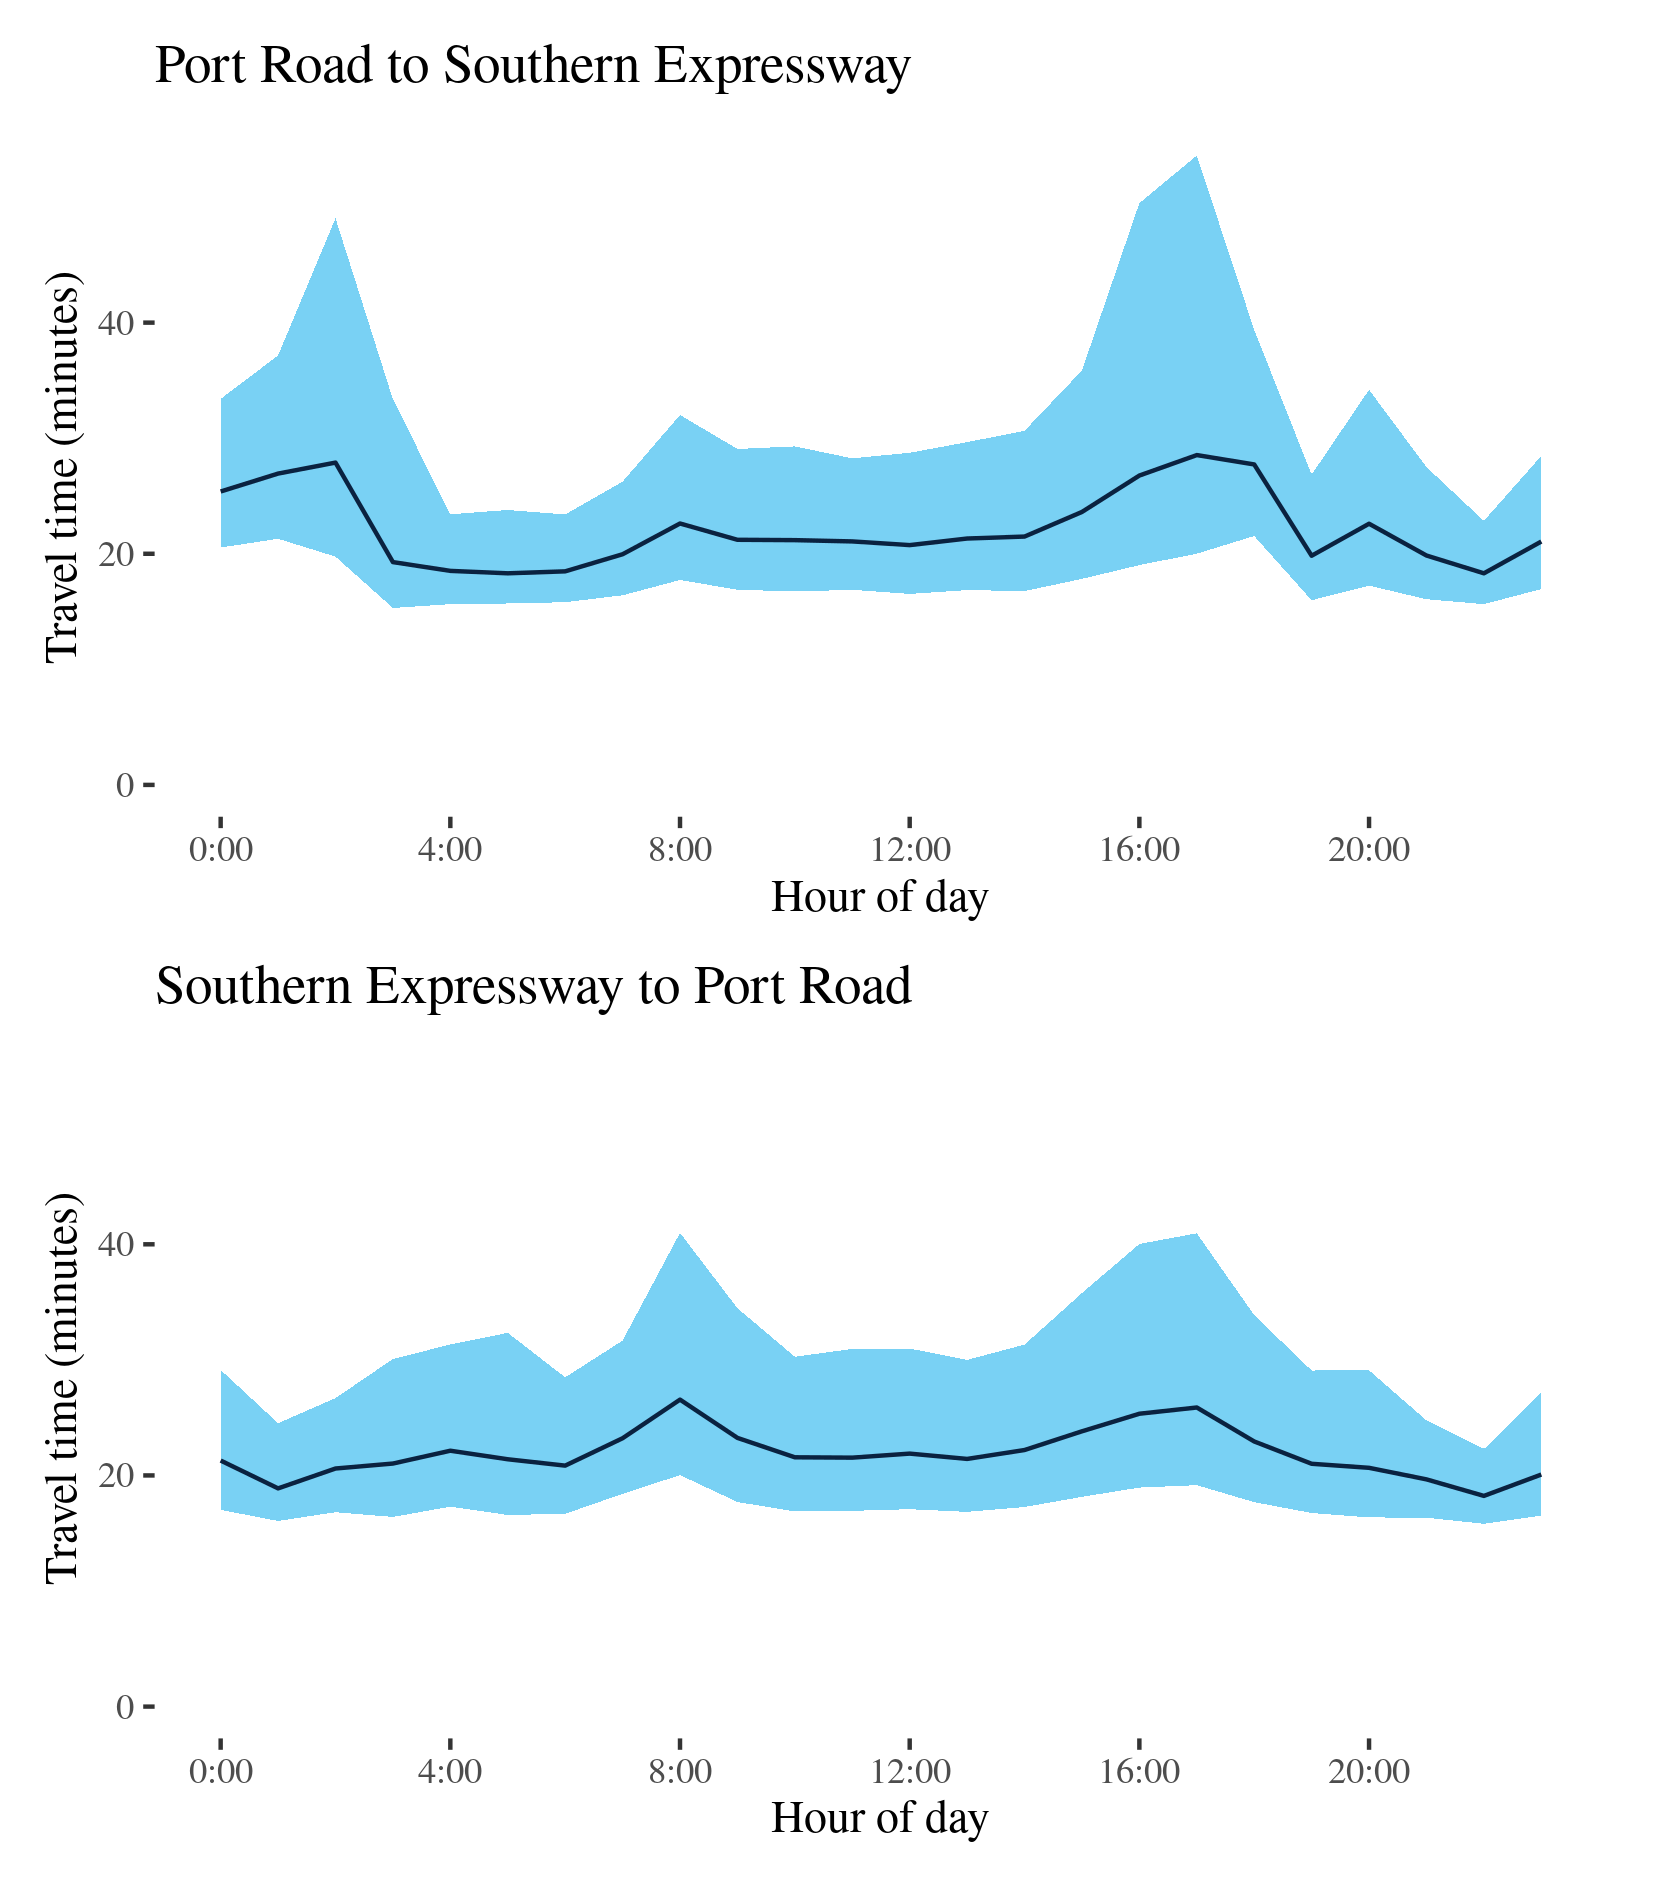 Port Road to Southern Expressway
Travel time (minutes)
40
20
0
0:00 4:00 8:00 12:00 16:00 20:00
Hour of day
Southern Expressway to Port Road
Travel time (minutes)
40
20
0
0:00 4:00 8:00 12:00 16:00 20:00
Hour of day